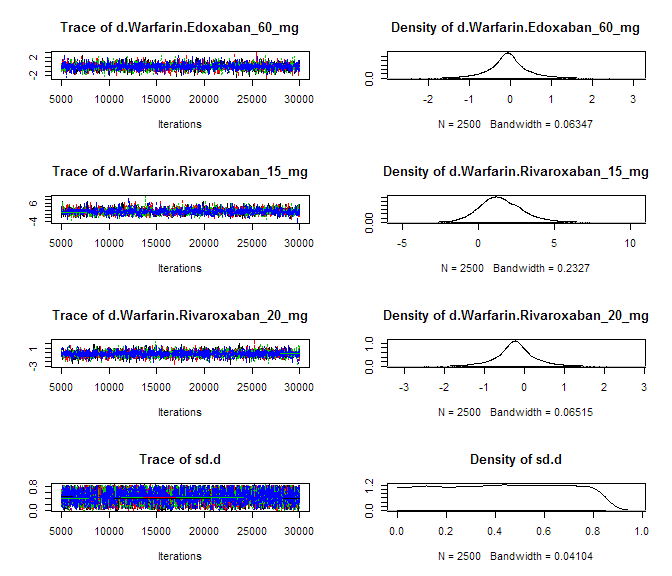 Trace of d.Warfarin.Edoxaban_60_mg
Density of d.Warfarin.Edoxaban_60_mg
-2 2
0.0
5000 10000 15000 20000 25000 30000
-2 -1 0 1 2 3
Iterations
N = 2500 Bandwidth = 0.06347
Trace of d.Warfarin.Rivaroxaban_15_mg
Density of d.Warfarin.Rivaroxaban_15_mg
-4 6
0.00
5000 10000 15000 20000 25000 30000
-5 0 5 10
Iterations
N = 2500 Bandwidth = 0.2327
Trace of d.Warfarin.Rivaroxaban_20_mg
Density of d.Warfarin.Rivaroxaban_20_mg
-3 1
0.0 1.0
5000 10000 15000 20000 25000 30000
-3 -2 -1 0 1 2 3
Iterations
N = 2500 Bandwidth = 0.06515
Trace of sd.d
Density of sd.d
0.0 0.8
0.0 1.2
5000 10000 15000 20000 25000 30000
0.0 0.2 0.4 0.6 0.8 1.0
Iterations
N = 2500 Bandwidth = 0.04104